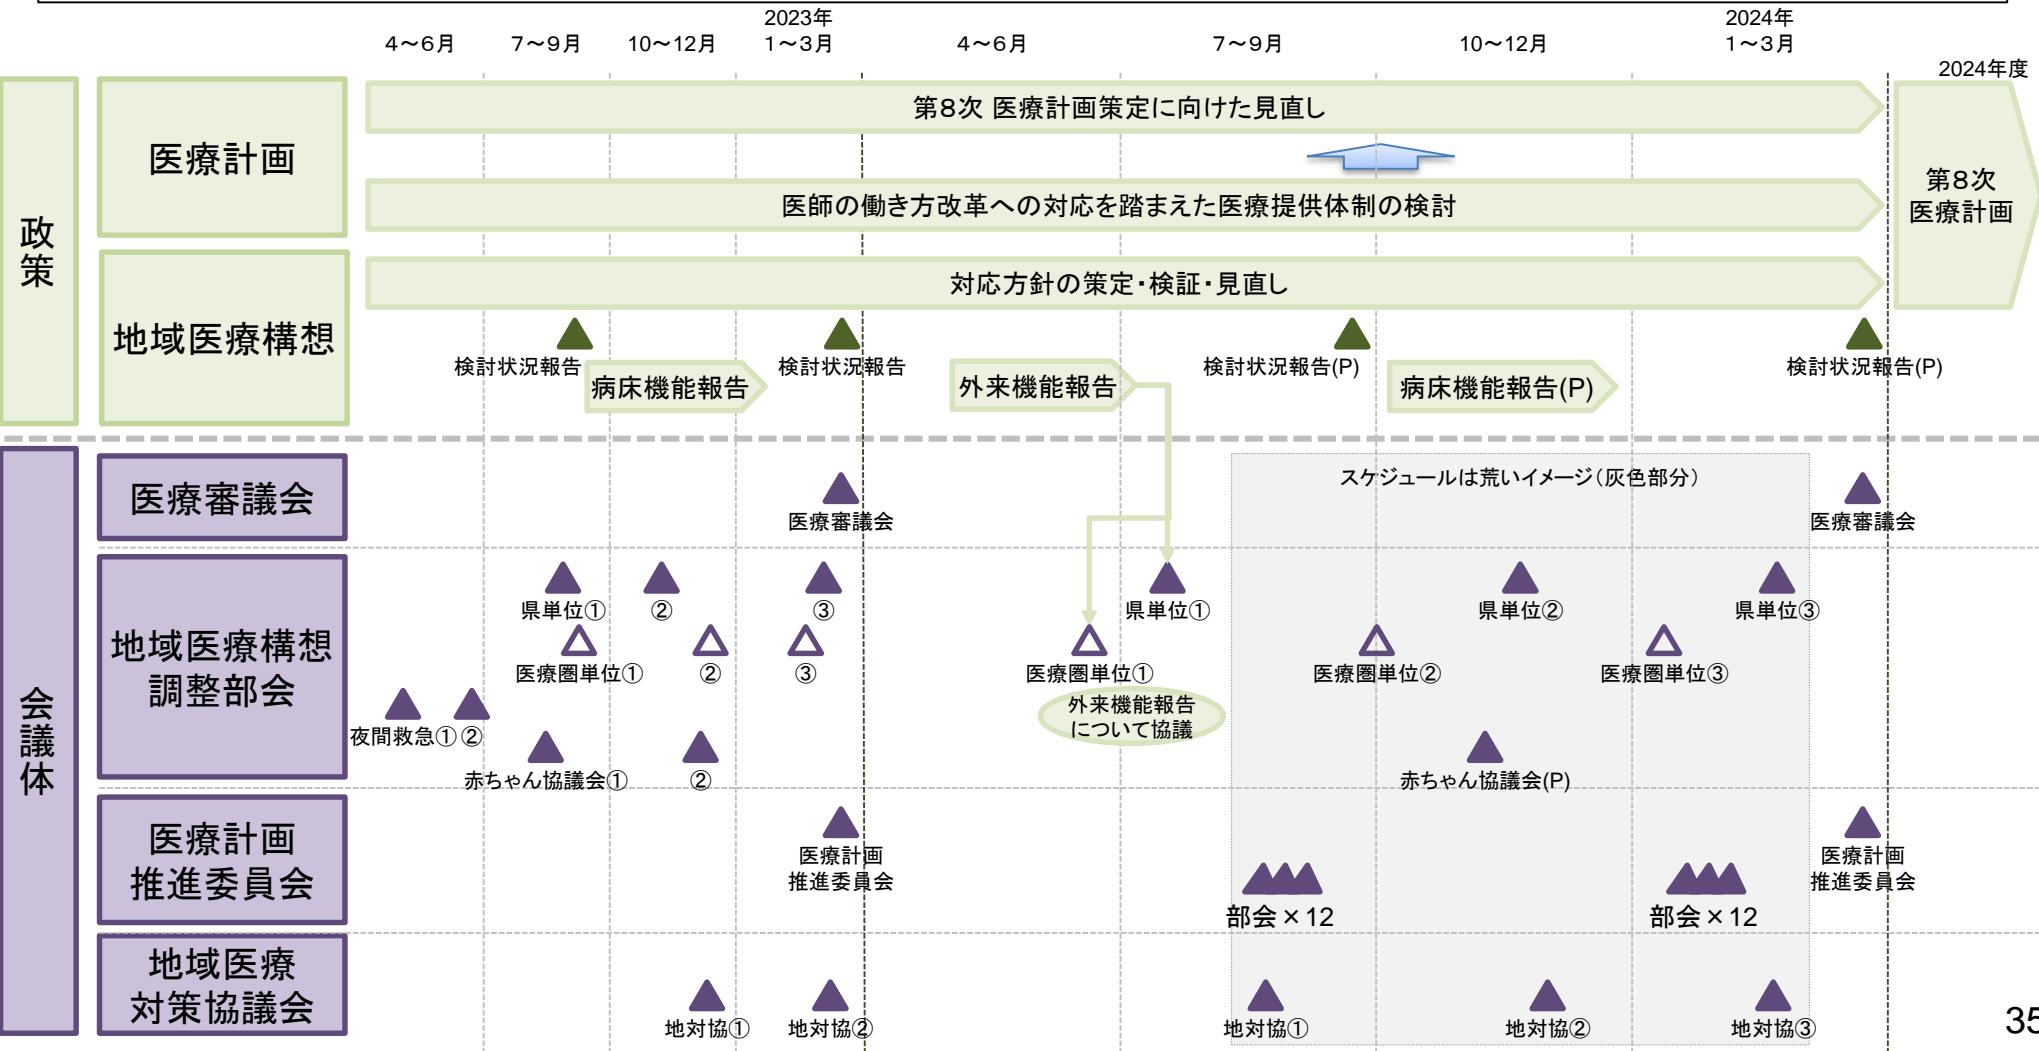 2023年
2024年
4～6月
7～9月
10～12月
1～3月
4～6月
7～9月
10～12月
1～3月
2024年度
政策
医療計画
第8次 医療計画策定に向けた見直し
医師の働き方改革への対応を踏まえた医療提供体制の検討
第8次
医療計画
地域医療構想
対応方針の策定・検証・見直し
検討状況報告
検討状況報告
検討状況報告(P)
検討状況報告(P)
病床機能報告
外来機能報告
病床機能報告(P)
会議体
スケジュールは荒いイメージ（灰色部分）
医療審議会
医療審議会
医療審議会
地域医療構想
調整部会
県単位①
②
③
県単位①
県単位②
県単位③
医療圏単位①
②
③
医療圏単位①
医療圏単位②
医療圏単位③
外来機能報告
について協議
夜間救急①
②
赤ちゃん協議会①
②
赤ちゃん協議会(P)
医療計画
推進委員会
医療計画
推進委員会
部会×12
部会×12
医療計画
推進委員会
地域医療
対策協議会
地対協①
地対協②
地対協①
地対協②
地対協③
35